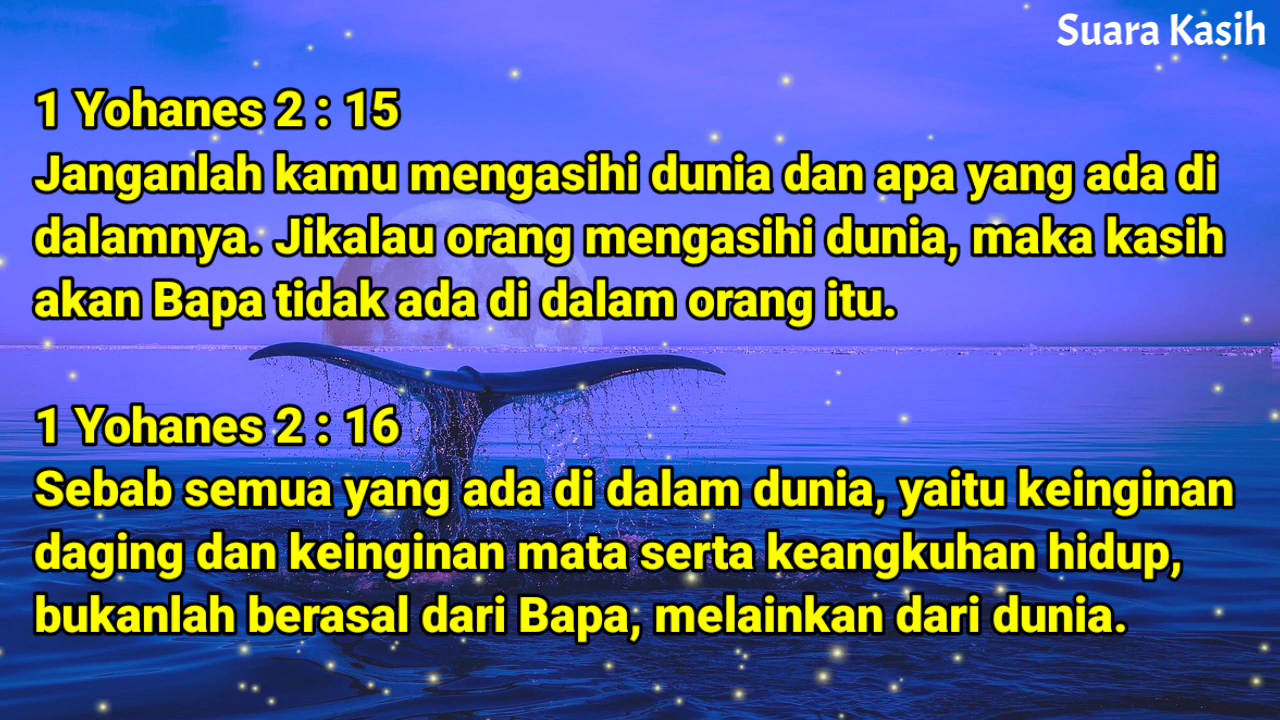 Suara Kasih
1 Yohanes 2 : 15
Janganlah kamu mengasihi dunia dan apa yang ada di
dalamnya. Jikalau orang mengasihi dunia, maka kasih
akan Bapa tidak ada di dalam orang itu.
1 Yohanes 2 : 16
Sebab semua yang ada di dalam dunia, yaitu keinginan
daging dan keinginan mata serta keangkuhan hidup,
bukanlah berasal dari Bapa, melainkan dari dunia.